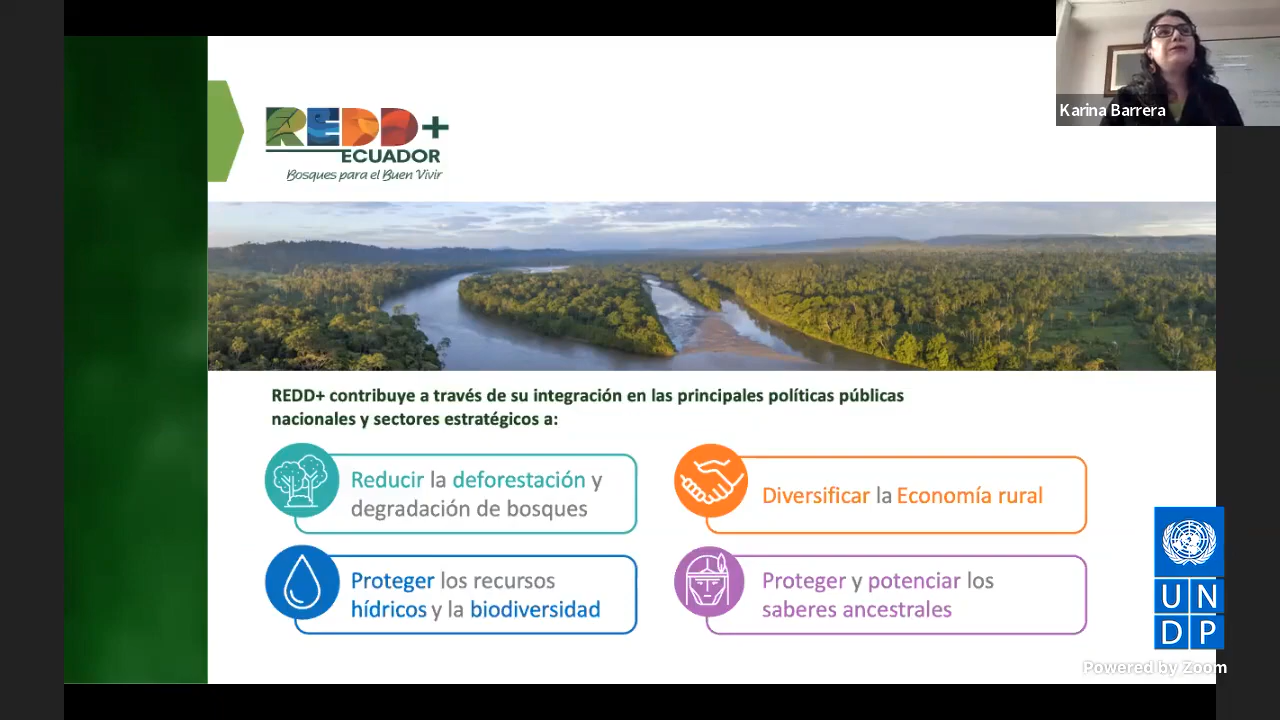 Karina Barrera
REDD+
ECUADOR
Bosques para el Buen Vivir
REDD+ contribuye a través de su integración en las principales políticas públicas
nacionales y sectores estratégicos a:
Reducir la deforestación y
degradación de bosques
Diversificar la Economía rural
Proteger los recursos
hídricos y la biodiversidad
Proteger y potenciar los
saberes ancestrales
UN
DP
Powered by Zoom